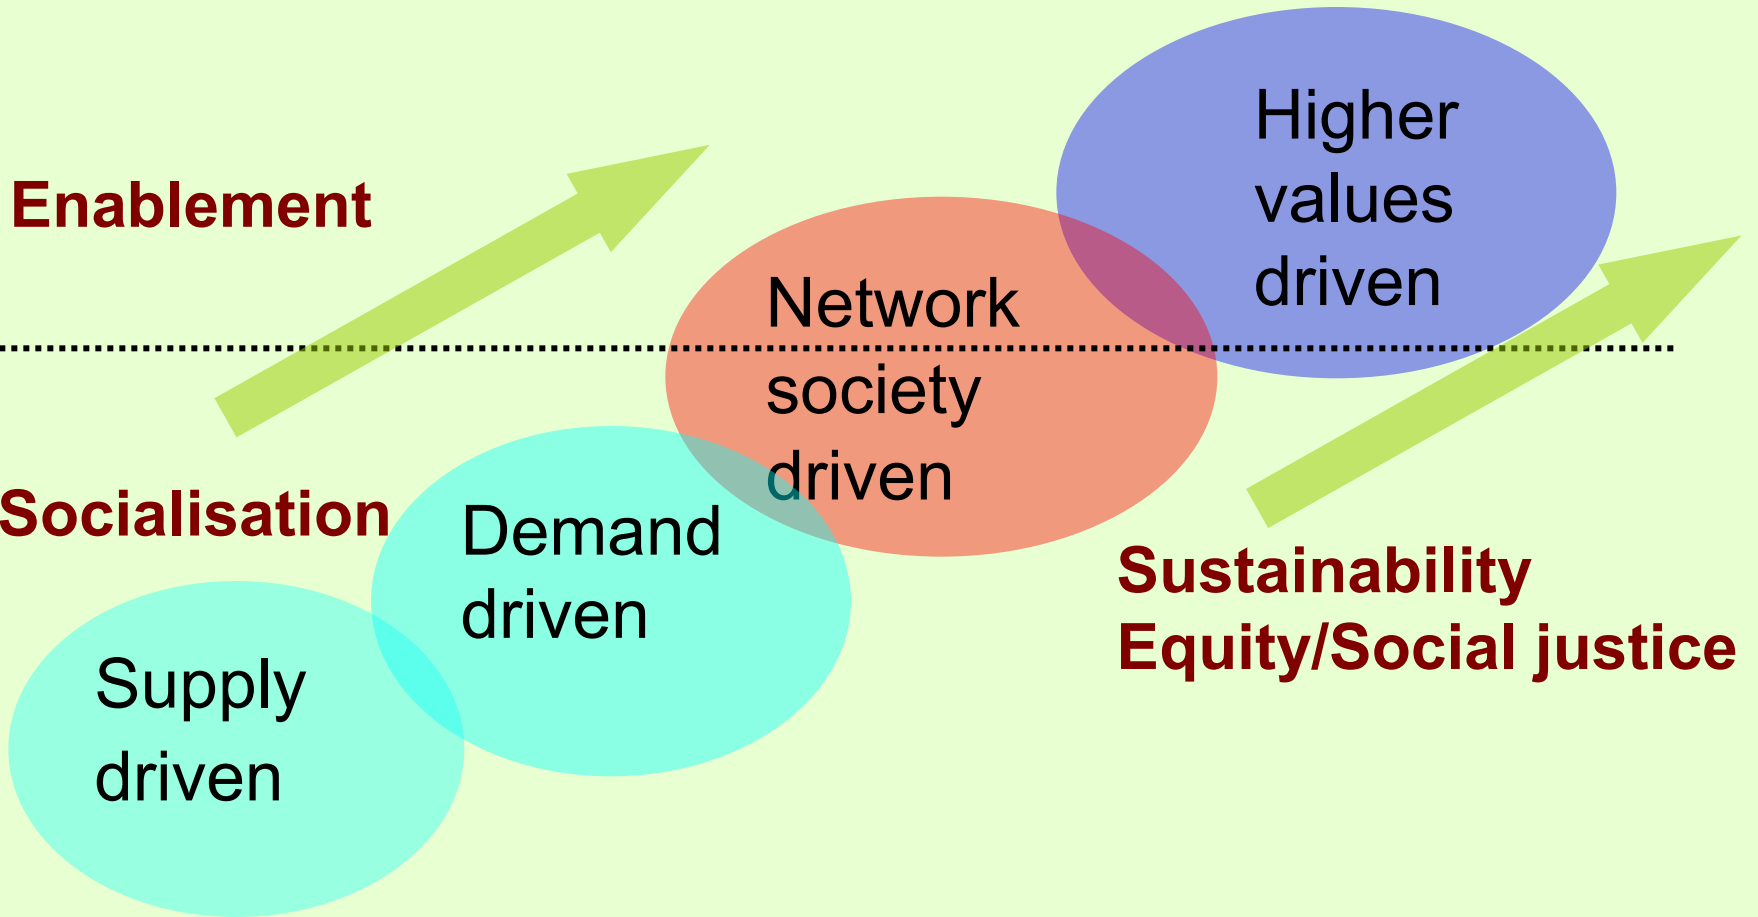 Enablement
Higher
values
driven
Network
society
driven
Socialisation
Demand
driven
Supply
driven
Sustainability
Equity/Social justice